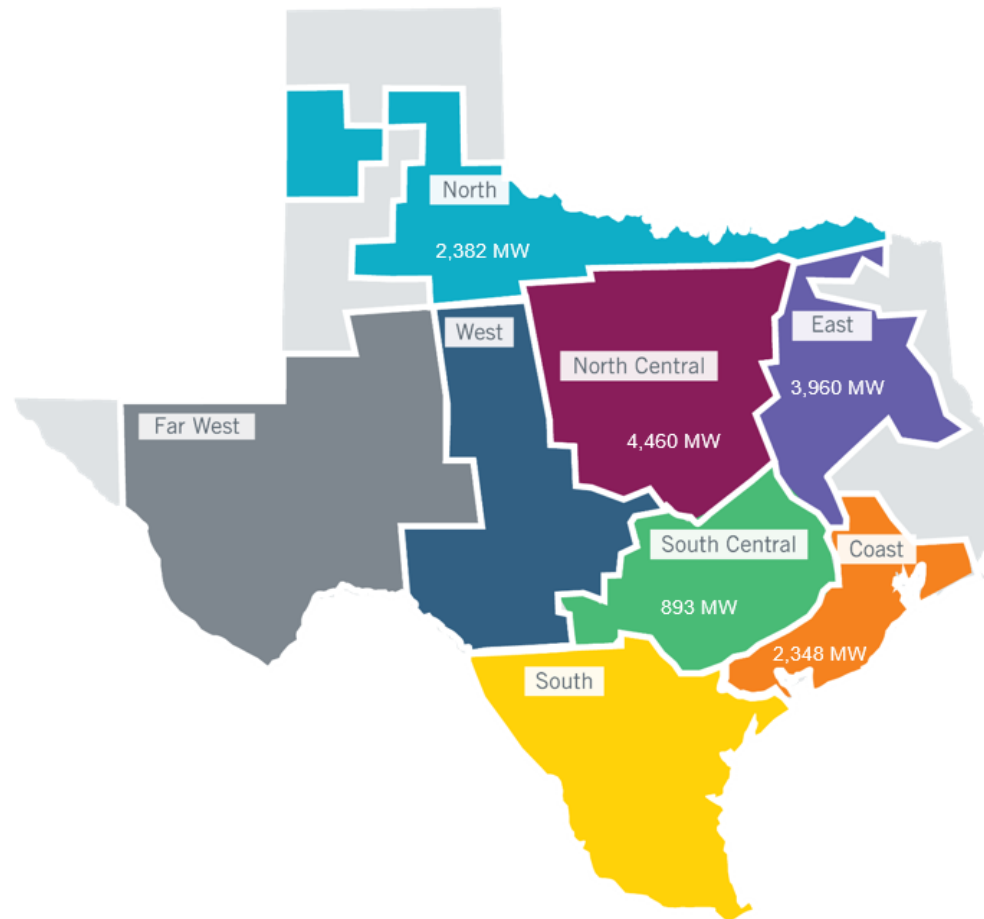 North
2,382 MW
West
East
North Central
3,960 MW
Far West
4,460 MW
South Central
Coast
893 MW
2,348 MW
South